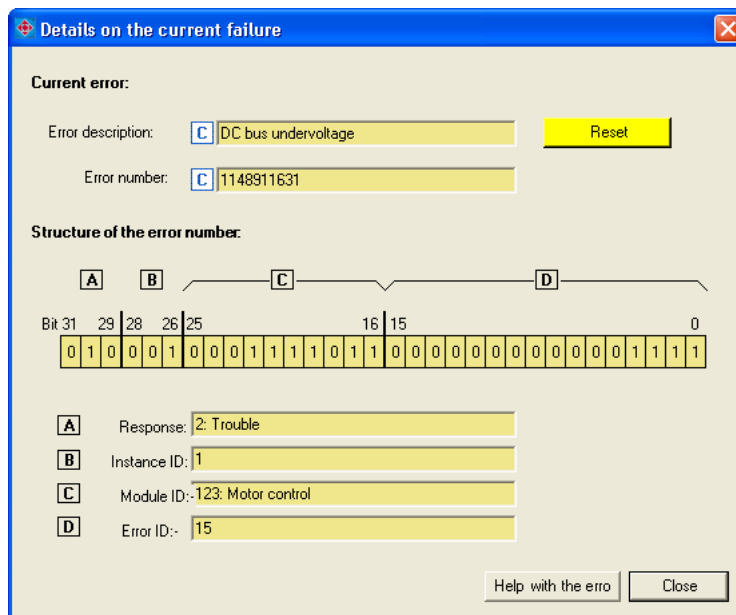 Details on the current failure
Current error:
Error description: C DC bus undervoltage Reset
Error number: C 1148911631
Structure of the error number:
A B C D
Bit 31 29 28 26 25 16 15 0
0 1 0 0 0 1 0 0 0 1 1 1 1 0 1 1 0 0 0 0 0 0 0 0 0 0 0 0 1 1 1 1
A Response: 2: Trouble
B Instance ID: 1
C Module ID:- 123: Motor control
D Error ID:- 15
Help with the erro Close